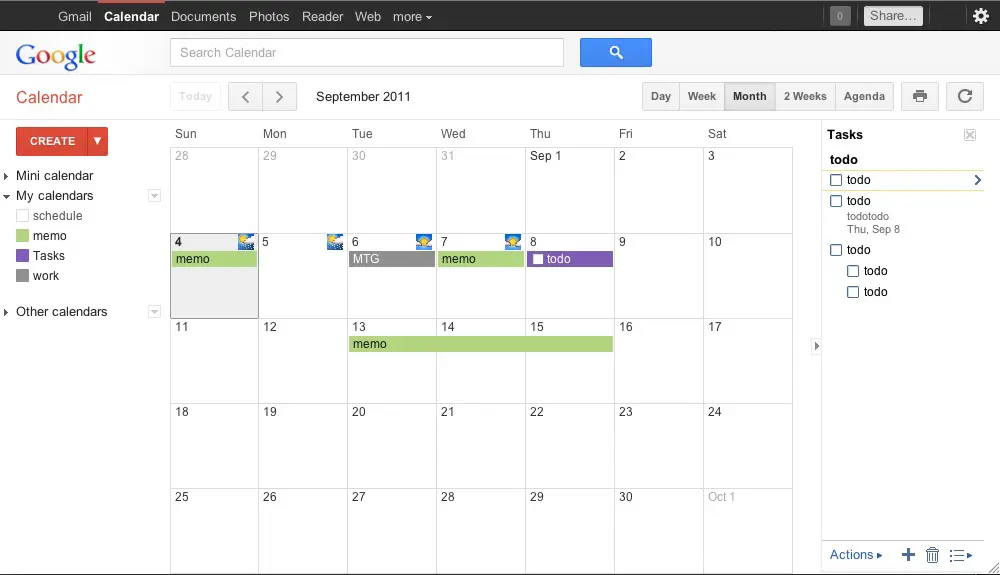 Gmail Calendar Documents Photos Reader Web more 0 Share...
Google Search Calendar
Calendar Today September 2011 Day Week Month 2 Weeks Agenda
CREATE
Mini calendar
My calendars
schedule
memo
Tasks
work
Other calendars
Sun Mon Tue Wed Thu Fri Sat
28 29 30 31 Sep 1 2 3
4 5 6 7 8 9 10
memo MTG memo todo
11 12 13 14 15 16 17
memo
18 19 20 21 22 23 24
25 26 27 28 29 30 Oct 1
Tasks
todo
todo
todo
todotodo
Thu, Sep 8
todo
todo
todo
Actions